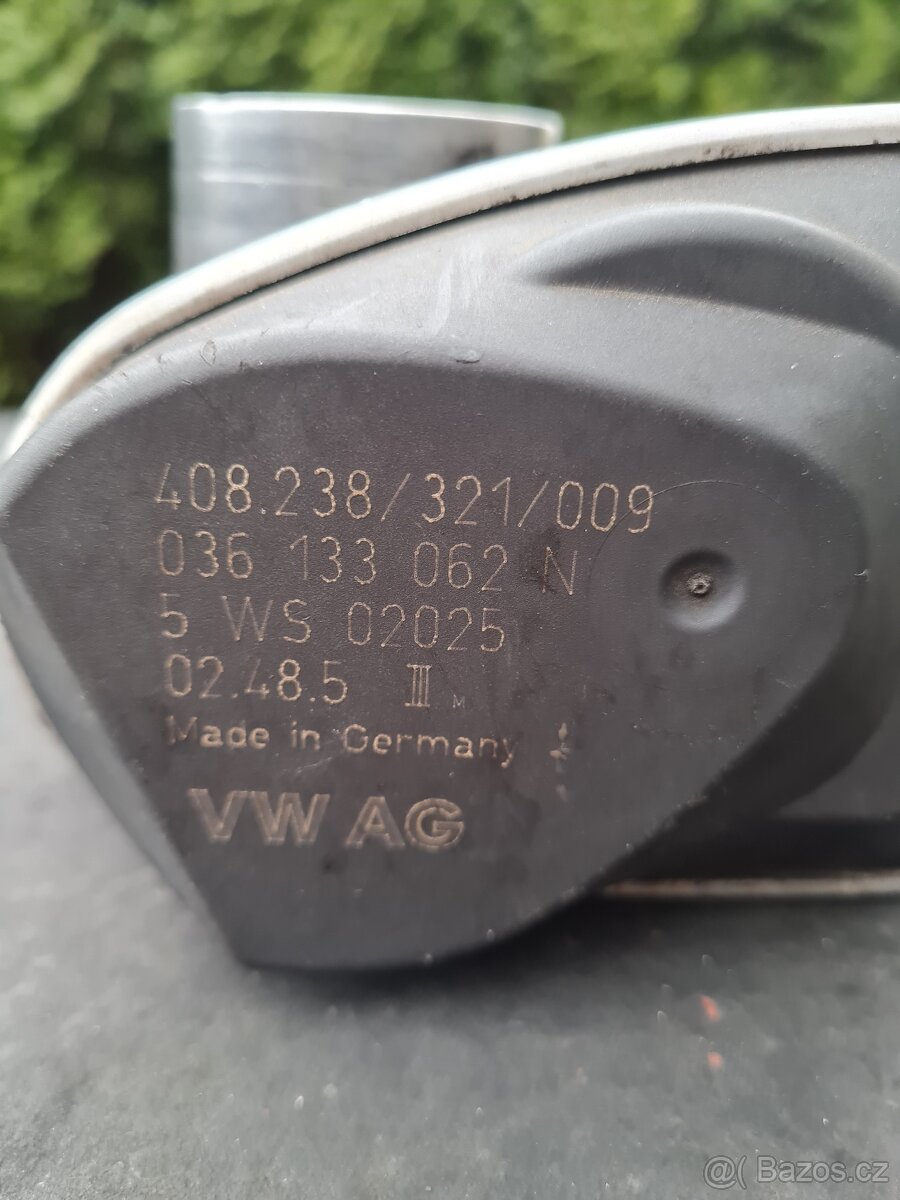 408.238/321/009
036 133 062 N
5 WS 02025
02.48.5 III M
Made in Germany
VW AG
@( Bazos.cz